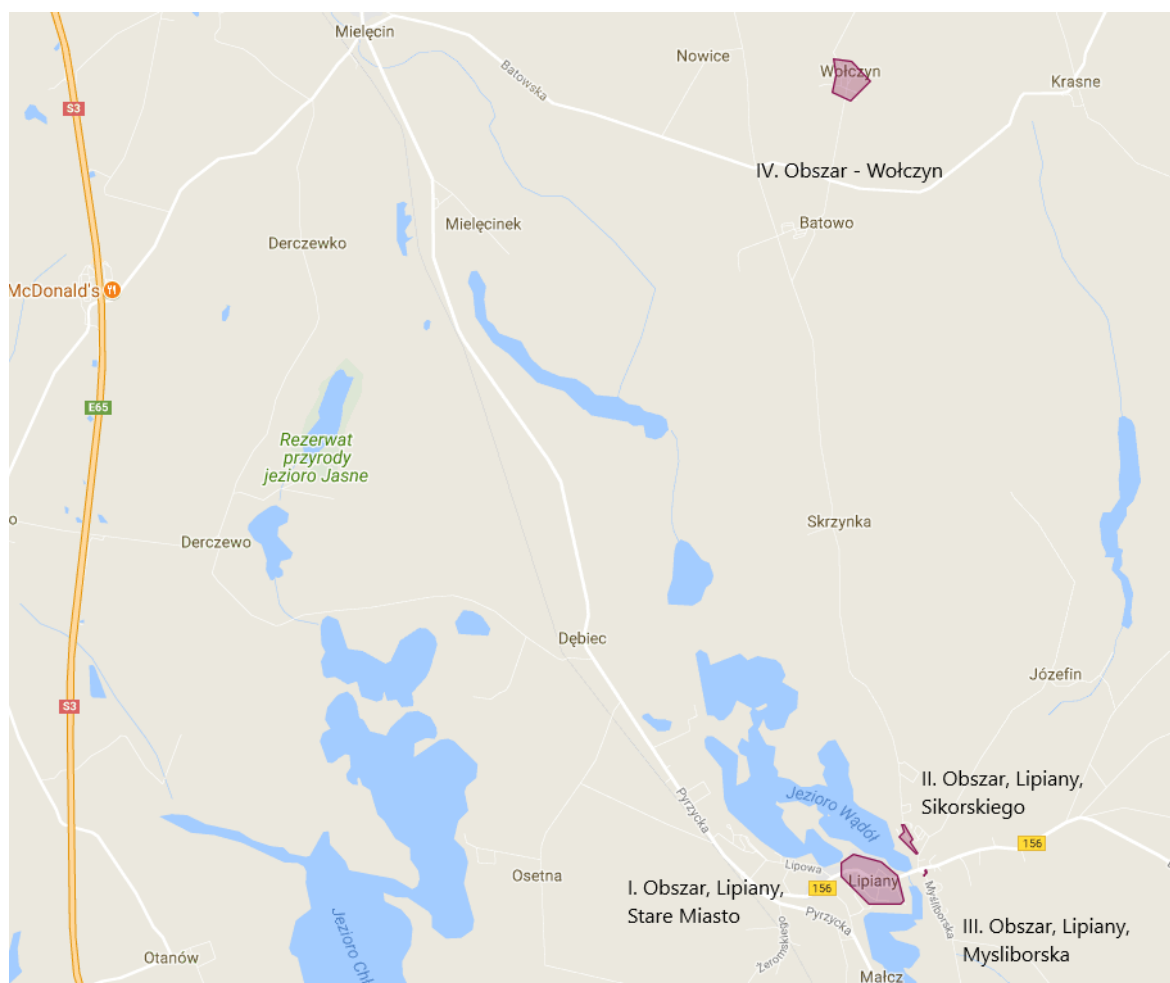 Mielęcin
Nowice
Wołczyn
Krasne
Batowska
S3
IV. Obszar - Wołczyn
Batowo
Mielęcinek
Derczewko
McDonald's
E65
Rezerwat
przyrody
jezioro Jasne
Skrzynka
o
Derczewo
Dębiec
Józefin
S3
II. Obszar, Lipiany,
Sikorskiego
Jezioro Wądół
Pyrzycka
156
Lipowa
Osetna
I. Obszar, Lipiany,
Stare Miasto
156
Lipiany
Myśliborska
Pyrzycka
III. Obszar, Lipiany,
Mysliborska
Żeromskiego
Jezioro Chł
Otanów
Małcz